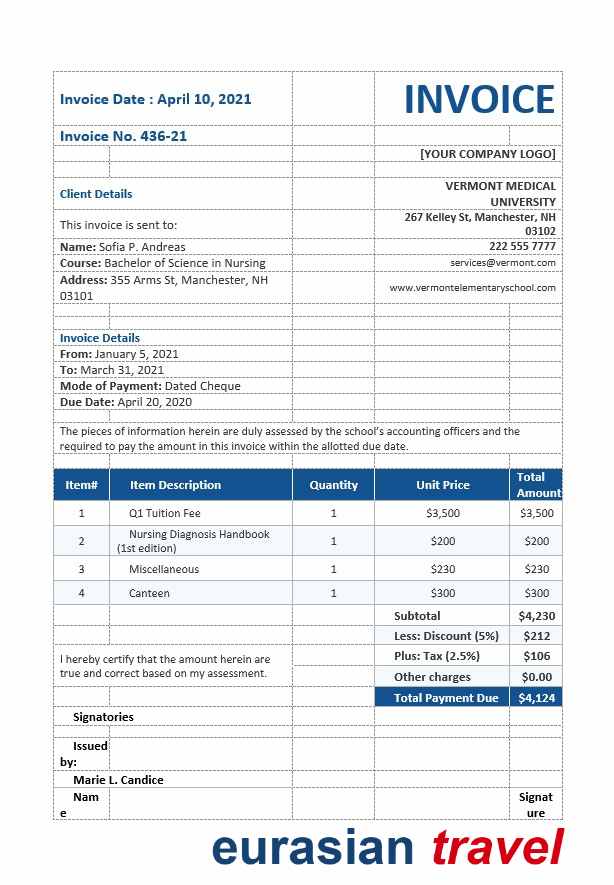 Invoice Date : April 10, 2021
INVOICE
Invoice No. 436-21
[YOUR COMPANY LOGO]
Client Details
VERMONT MEDICAL
UNIVERSITY
This invoice is sent to:
267 Kelley St, Manchester, NH
03102
Name: Sofia P. Andreas
222 555 7777
Course: Bachelor of Science in Nursing
services@vermont.com
Address: 355 Arms St, Manchester, NH
03101
www.vermontelementaryschool.com
Invoice Details
From: January 5, 2021
To: March 31, 2021
Mode of Payment: Dated Cheque
Due Date: April 20, 2020
The pieces of information herein are duly assessed by the school's accounting officers and the
required to pay the amount in this invoice within the allotted due date.
Item# Item Description Quantity Unit Price Total
Amount
1 Q1 Tuition Fee 1 $3,500 $3,500
2 Nursing Diagnosis Handbook
(1st edition) 1 $200 $200
3 Miscellaneous 1 $230 $230
4 Canteen 1 $300 $300
Subtotal $4,230
Less: Discount (5%) $212
I hereby certify that the amount herein are
true and correct based on my assessment.
Plus: Tax (2.5%) $106
Other charges $0.00
Total Payment Due $4,124
Signatories
Issued
by:
Marie L. Candice
Nam
e
Signat
ure
eurasian travel